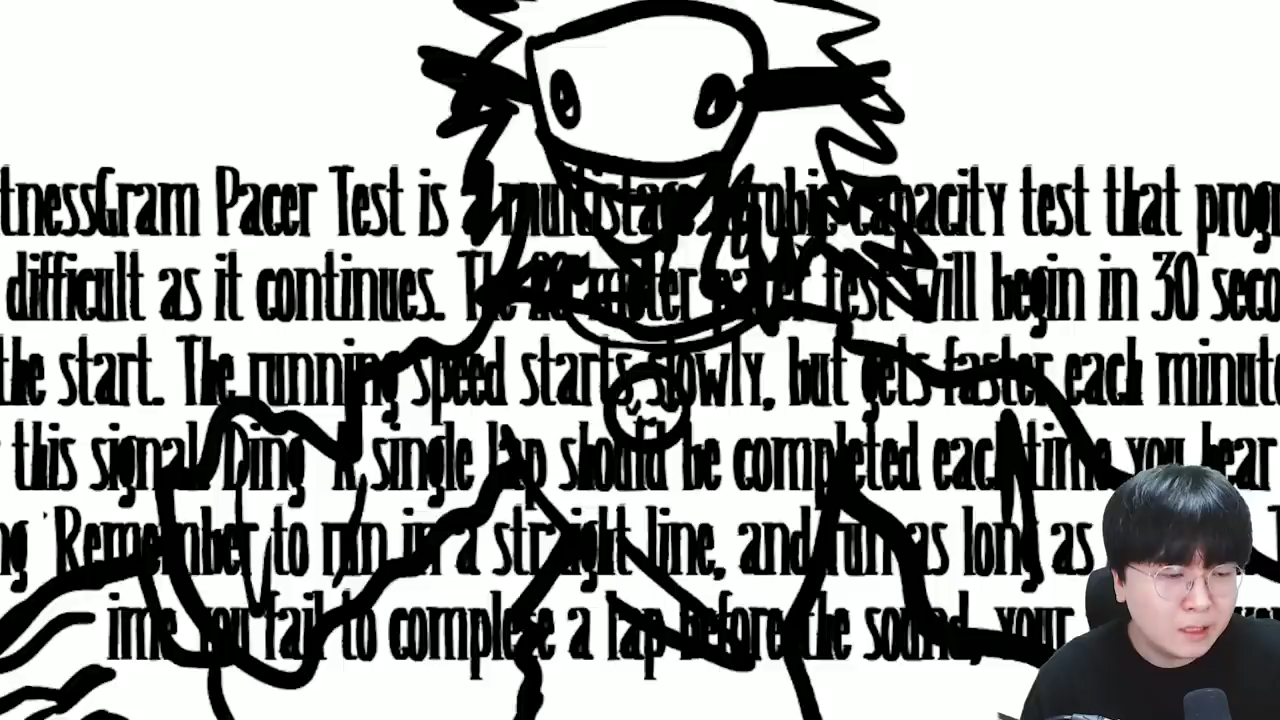 tnessGram Pacer Test is a multistage aerobic capacity test that prog
difficult as it continues. The 20 meter pacer test will begin in 30 seco
the start. The running speed starts slowly, but gets faster each minute
this signal. Ding A single lap should be completed each time you hear
ng Remember to run in a straight line, and run as long as
ime you fail to complete a lap before the sound, your